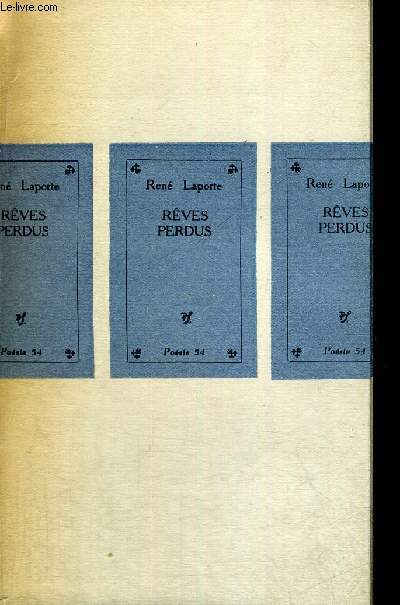 Le-livre.com
né Laporte
RÊVES
PERDUS
Poésie 54
René Laporte
RÊVES
PERDUS
Poésie 54
René Lapo
RÊVES
PERDUS
Poésie 54